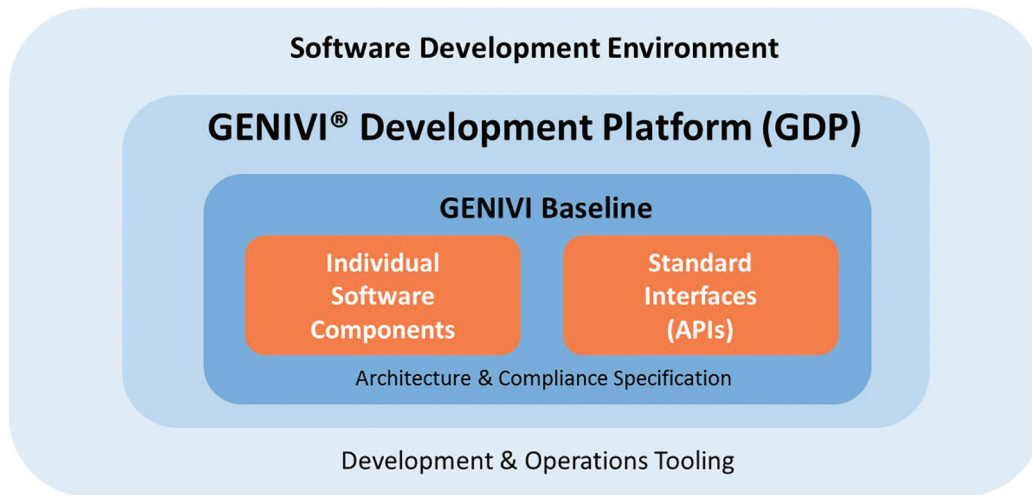 Software Development Environment
GENIVI® Development Platform (GDP)
GENIVI Baseline
Individual
Software
Components
Standard
Interfaces
(APIs)
Architecture & Compliance Specification
Development & Operations Tooling